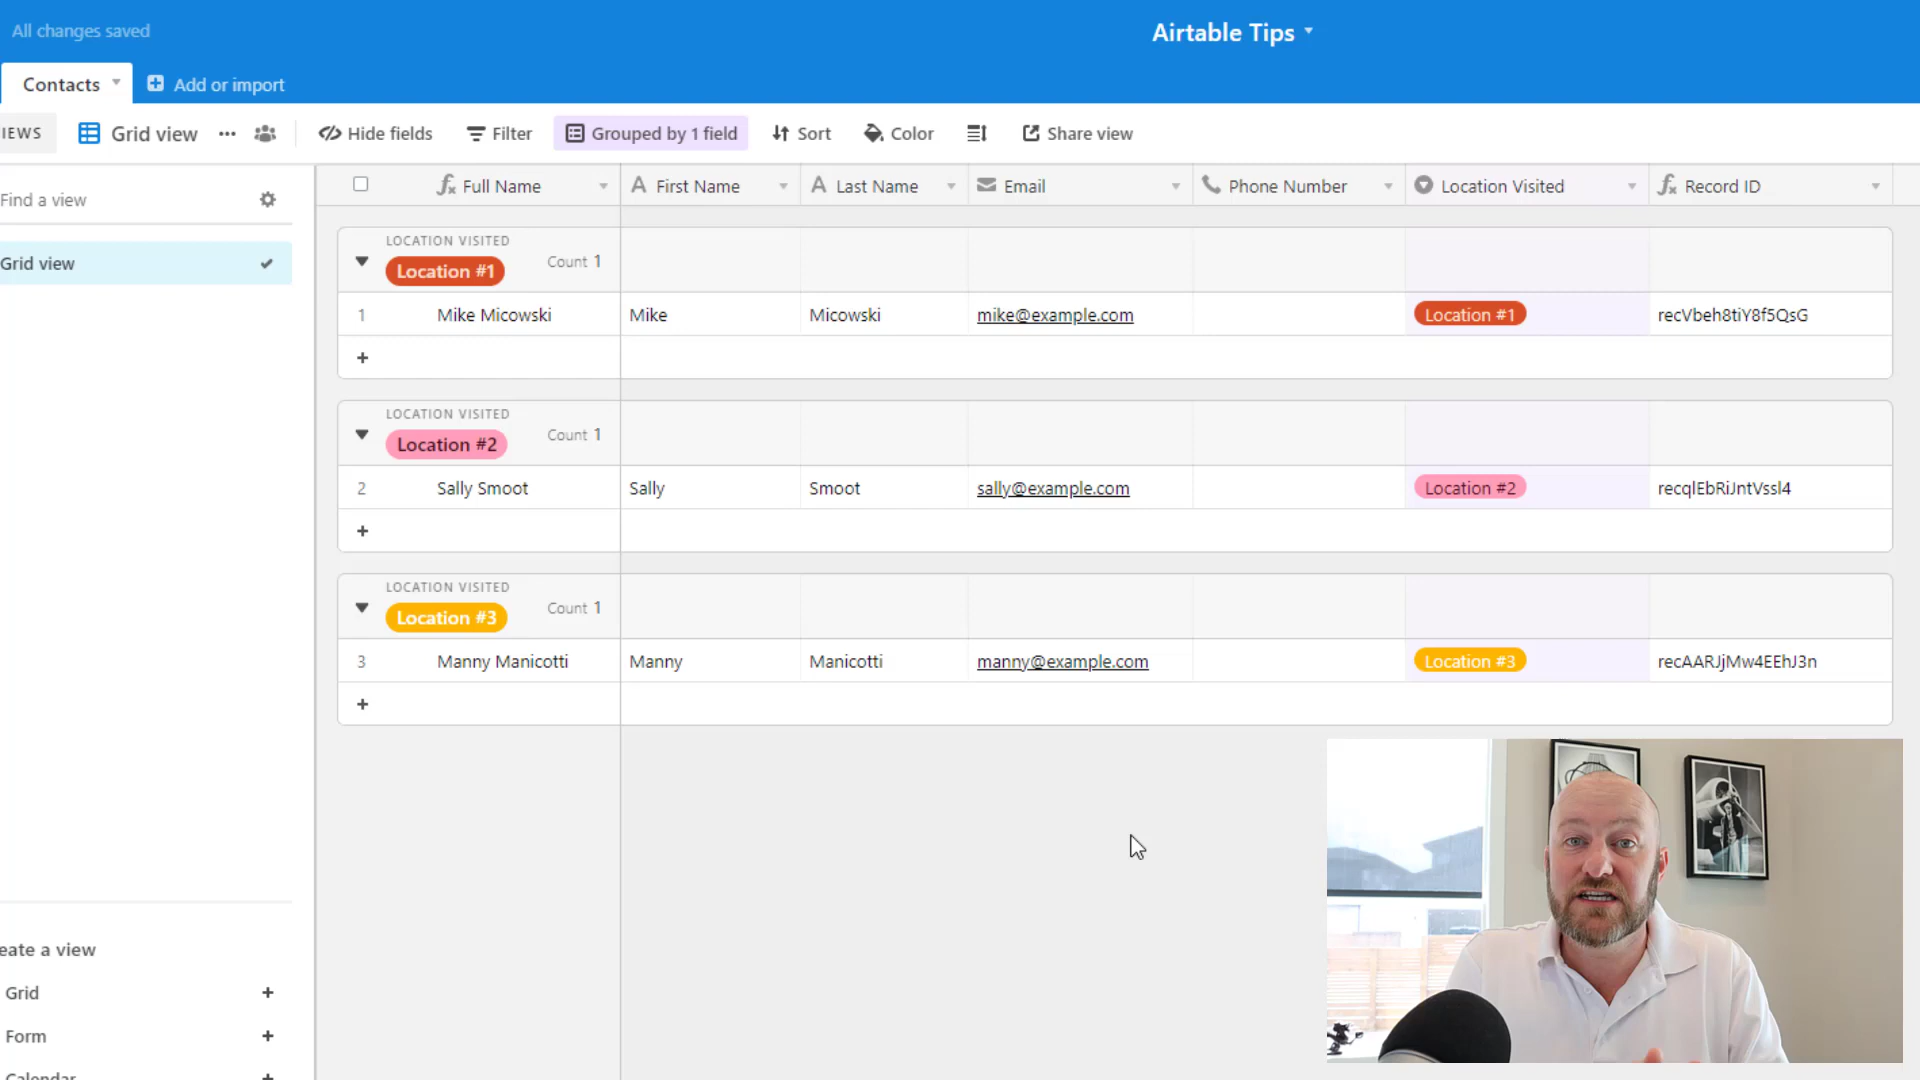 All changes saved
Airtable Tips
Contacts
Add or import
IEWS
Grid view
Hide fields
Filter
Grouped by 1 field
Sort
Color
Share view
Find a view
Full Name
First Name
Last Name
Email
Phone Number
Location Visited
Record ID
Grid view
LOCATION VISITED
Location #1
Count 1
1 Mike Micowski Mike Micowski mike@example.com Location #1 recVbeh8tiY8f5QsG
+
LOCATION VISITED
Location #2
Count 1
2 Sally Smoot Sally Smoot sally@example.com Location #2 recqlEbRiJntVssl4
+
LOCATION VISITED
Location #3
Count 1
3 Manny Manicotti Manny Manicotti manny@example.com Location #3 recAARJjMw4EEhJ3n
+
eate a view
Grid +
Form +
Calendar +